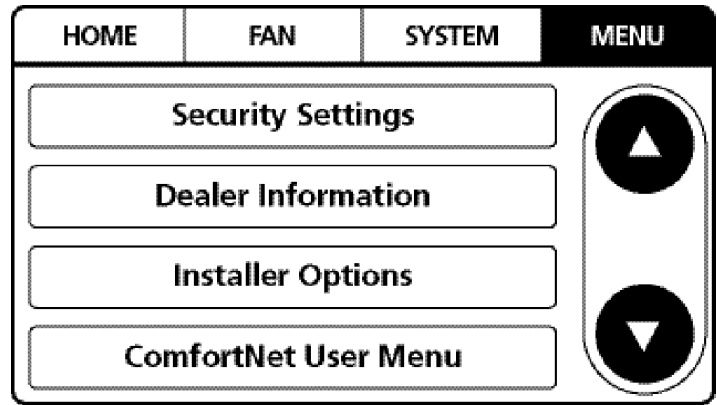 HOME FAN SYSTEM MENU
Security Settings
Dealer Information
Installer Options
ComfortNet User Menu